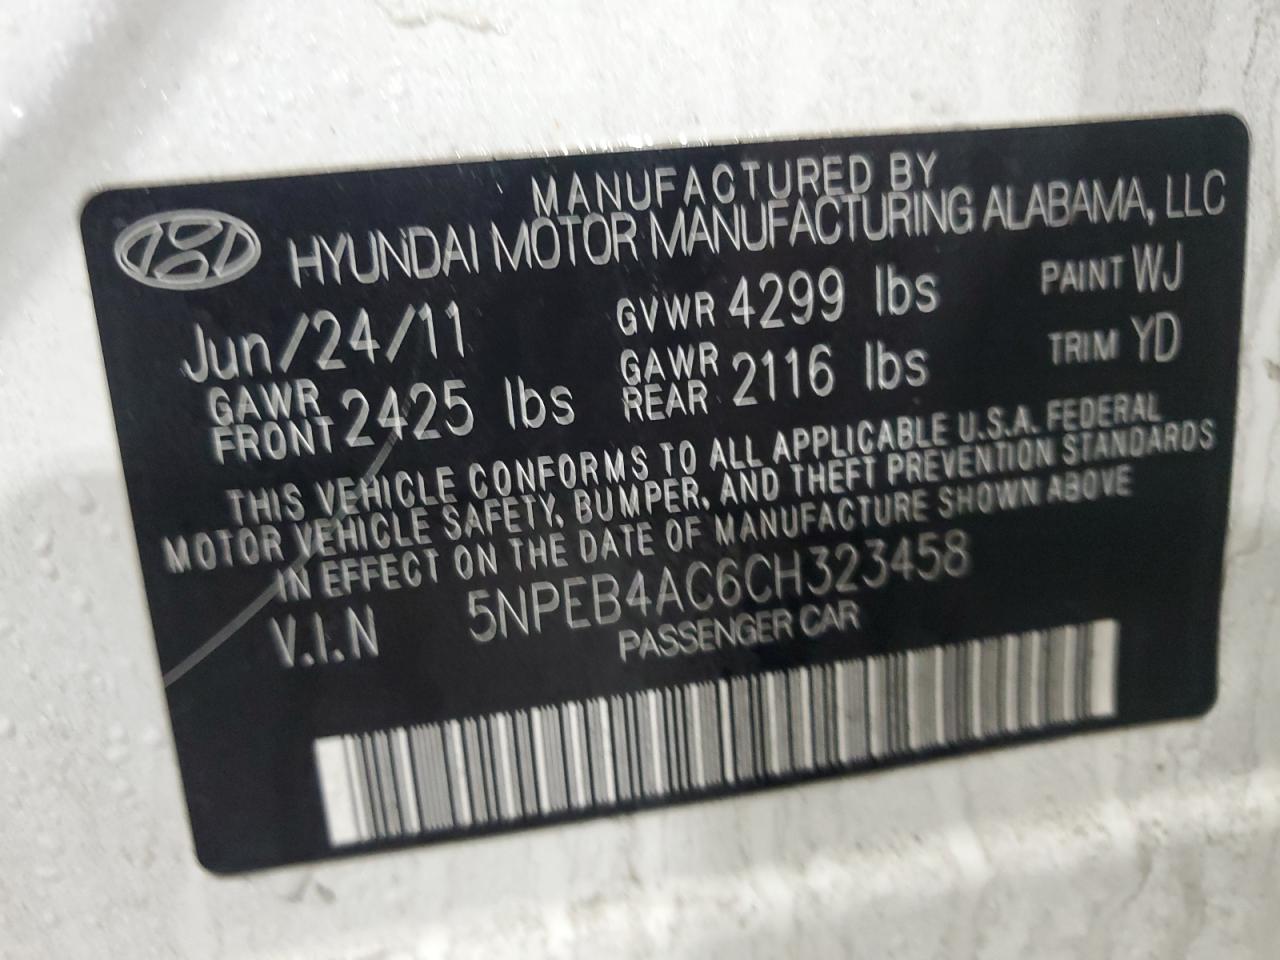 MANUFACTURED BY
HYUNDAI MOTOR MANUFACTURING ALABAMA, LLC
Jun/24/11 GVWR 4299 lbs PAINT WJ
GAWR FRONT 2425 lbs GAWR REAR 2116 lbs TRIM YD
THIS VEHICLE CONFORMS TO ALL APPLICABLE U.S.A. FEDERAL
MOTOR VEHICLE SAFETY, BUMPER, AND THEFT PREVENTION STANDARDS
IN EFFECT ON THE DATE OF MANUFACTURE SHOWN ABOVE
V.I.N 5NPEB4AC6CH323458
PASSENGER CAR